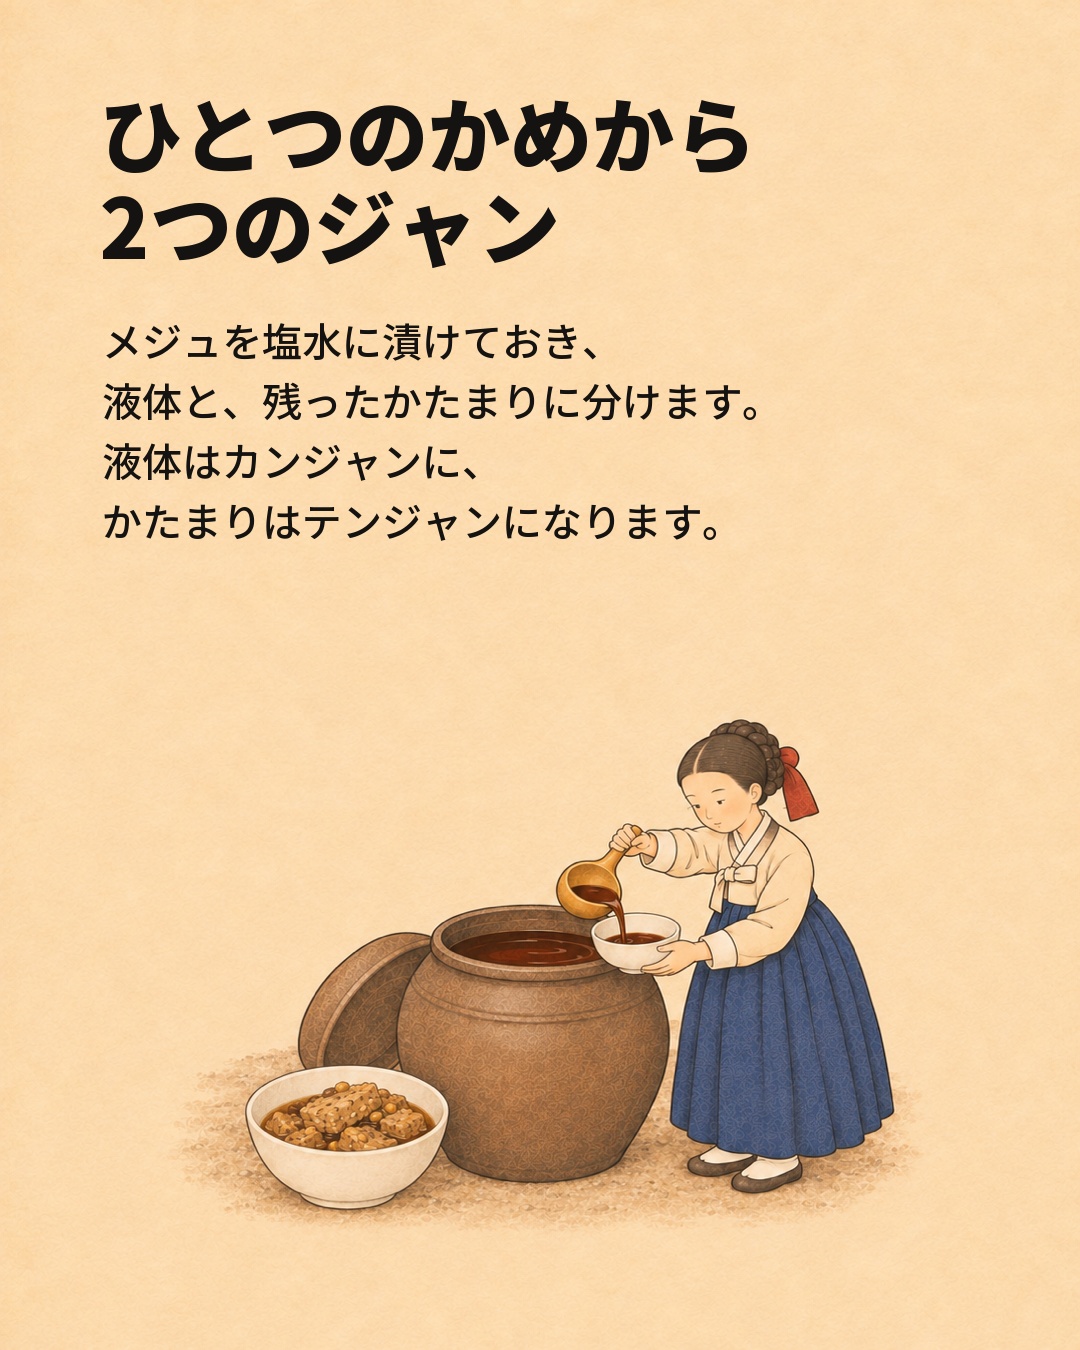 ひとつのかめから
2つのジャン
メジュを塩水に漬けておき、
液体と、残ったかたまりに分けます。
液体はカンジャンに、
かたまりはテンジャンになります。